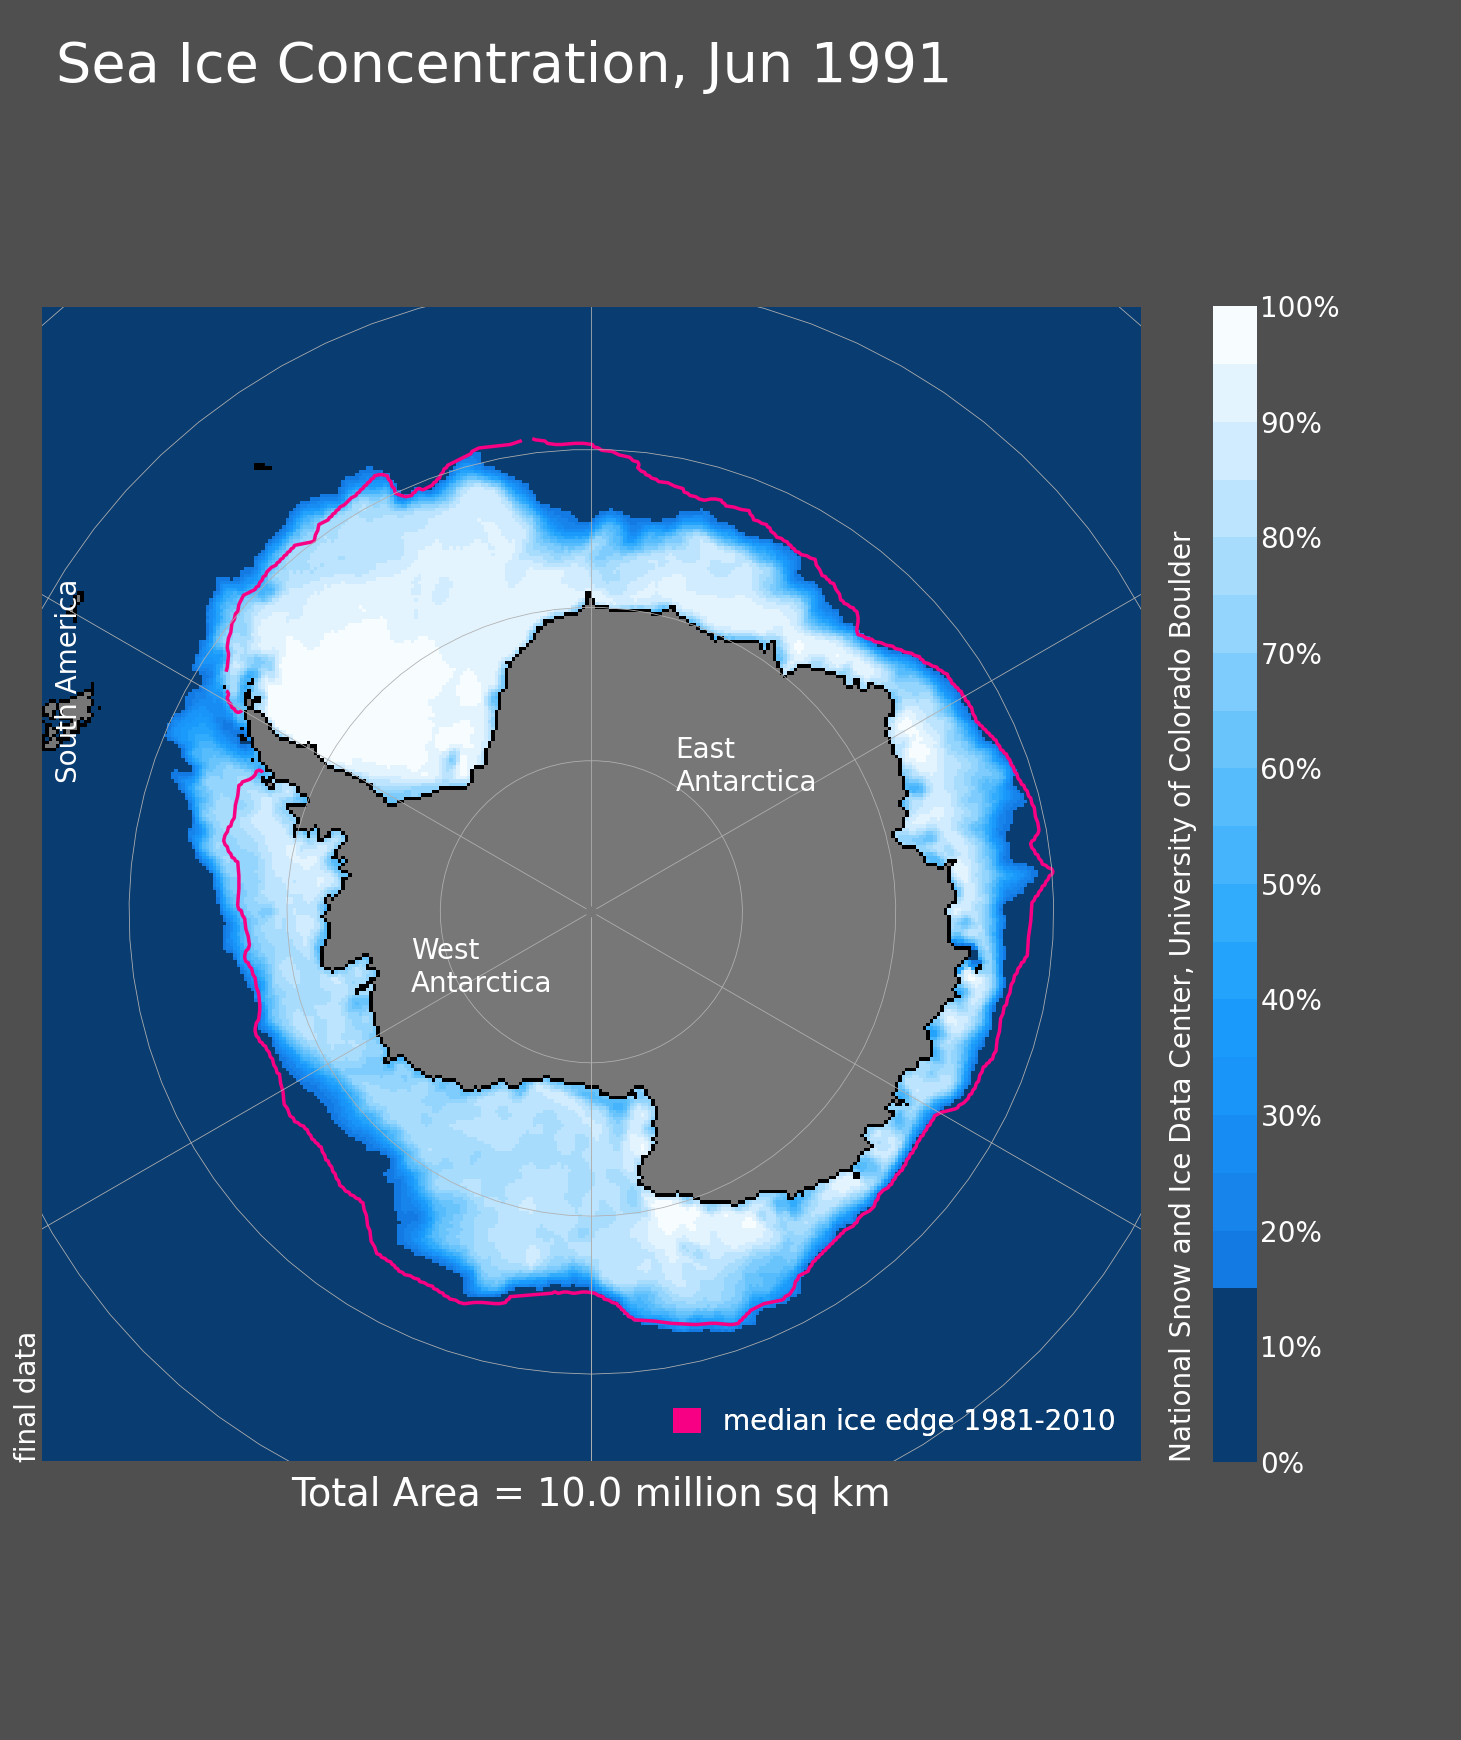 Sea Ice Concentration, Jun 1991
South America
East
Antarctica
West
Antarctica
final data
median ice edge 1981-2010
Total Area = 10.0 million sq km
National Snow and Ice Data Center, University of Colorado Boulder
100%
90%
80%
70%
60%
50%
40%
30%
20%
10%
0%